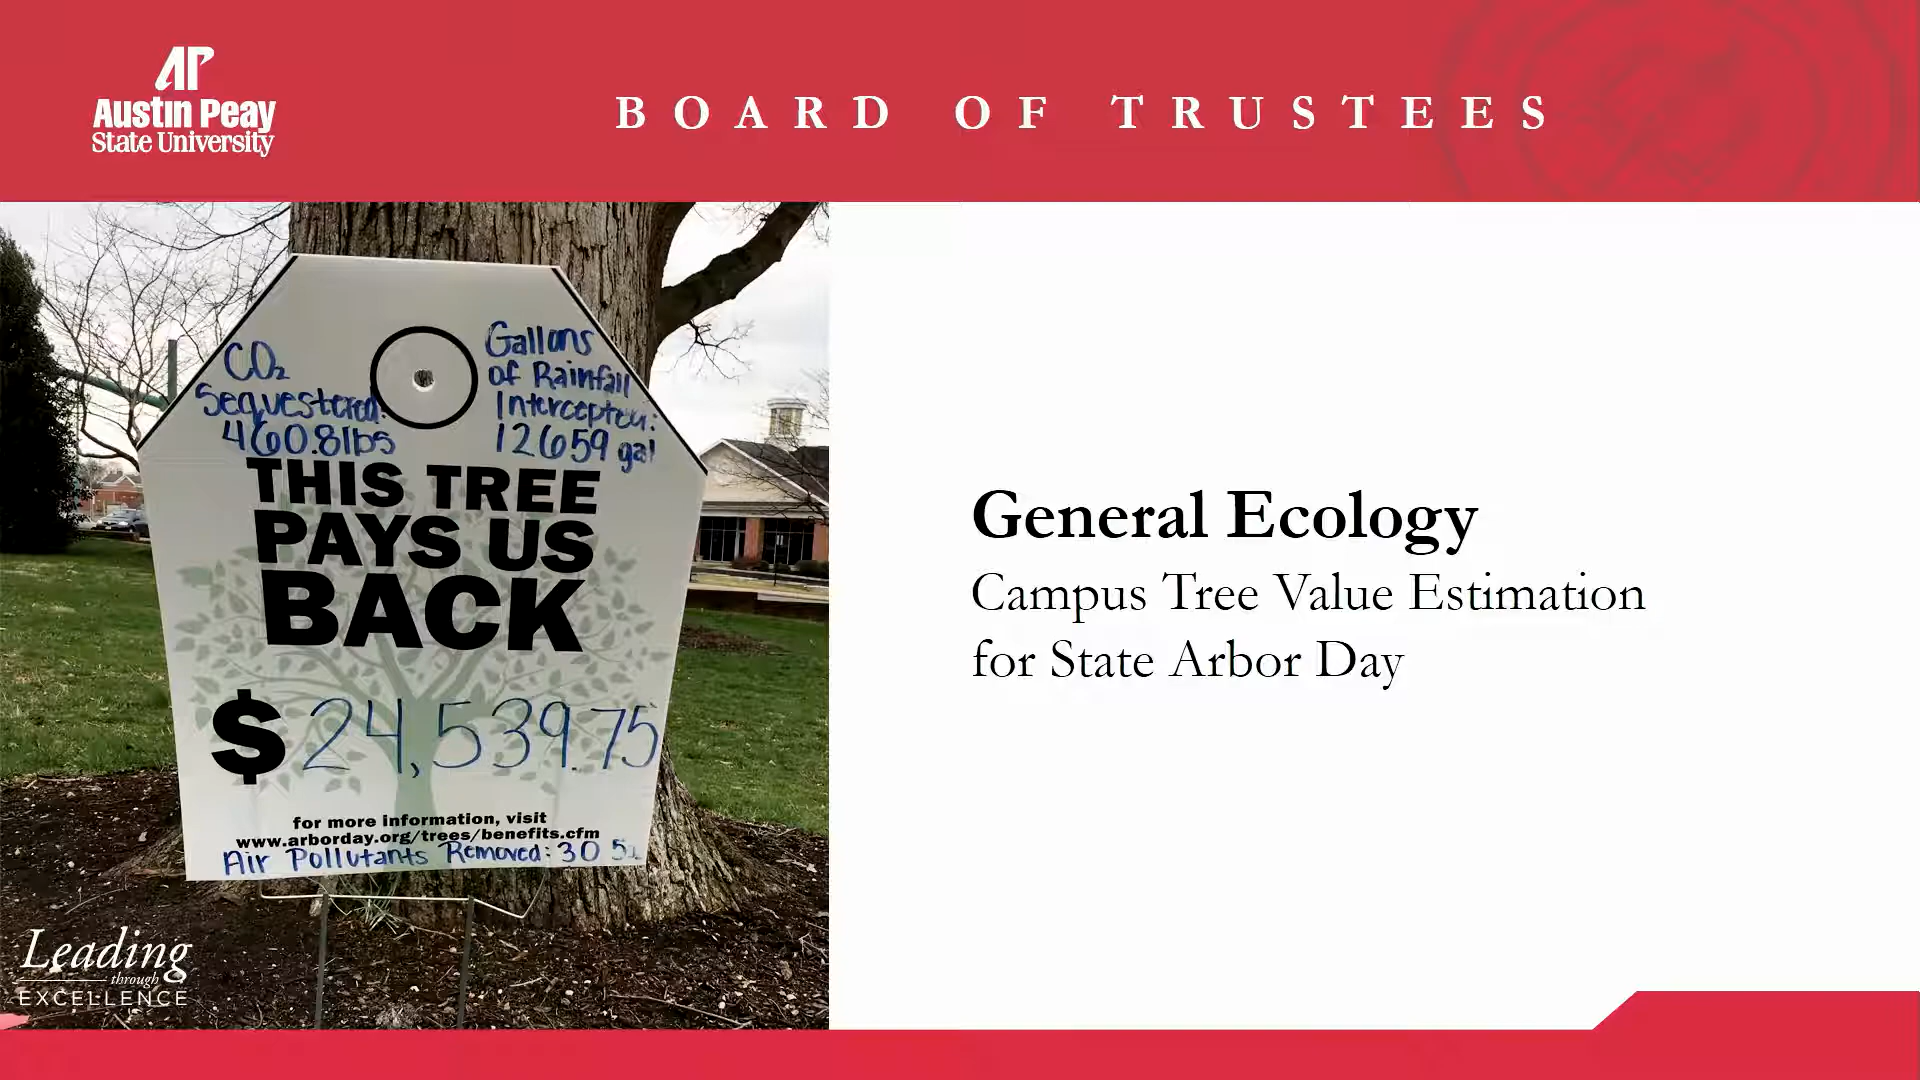 AP
Austin Peay
State University
BOARD OF TRUSTEES
CO₂
Sequestered:
460.8lbs
Gallons
of Rainfall
Intercepted:
12659 gal
THIS TREE
PAYS US
BACK
$24,539.75
for more information, visit
www.arborday.org/trees/benefits.cfm
Air Pollutants Removed: 30
General Ecology
Campus Tree Value Estimation
for State Arbor Day
Leading
through
EXCELLENCE